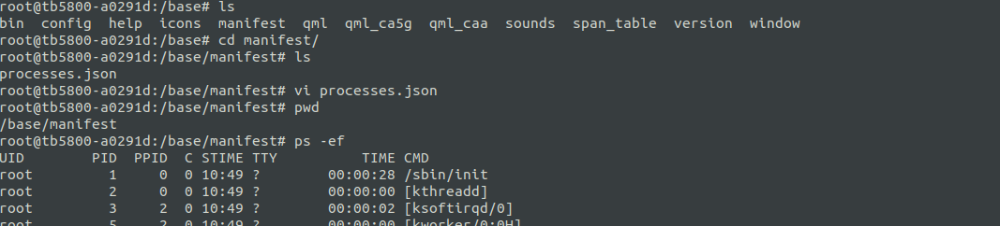 root@tb5800-a0291d:/base# ls
bin  config  help  icons  manifest  qml  qml_ca5g  qml_caa  sounds  span_table  version  window
root@tb5800-a0291d:/base# cd manifest/
root@tb5800-a0291d:/base/manifest# ls
processes.json
root@tb5800-a0291d:/base/manifest# vi processes.json
root@tb5800-a0291d:/base/manifest# pwd
/base/manifest
root@tb5800-a0291d:/base/manifest# ps -ef
UID        PID  PPID  C STIME TTY          TIME CMD
root         1     0  0 10:49 ?        00:00:28 /sbin/init
root         2     0  0 10:49 ?        00:00:00 [kthreadd]
root         3     2  0 10:49 ?        00:00:02 [ksoftirqd/0]
root         5     2  0 10:49 ?        00:00:00 [kworker/0:0H]